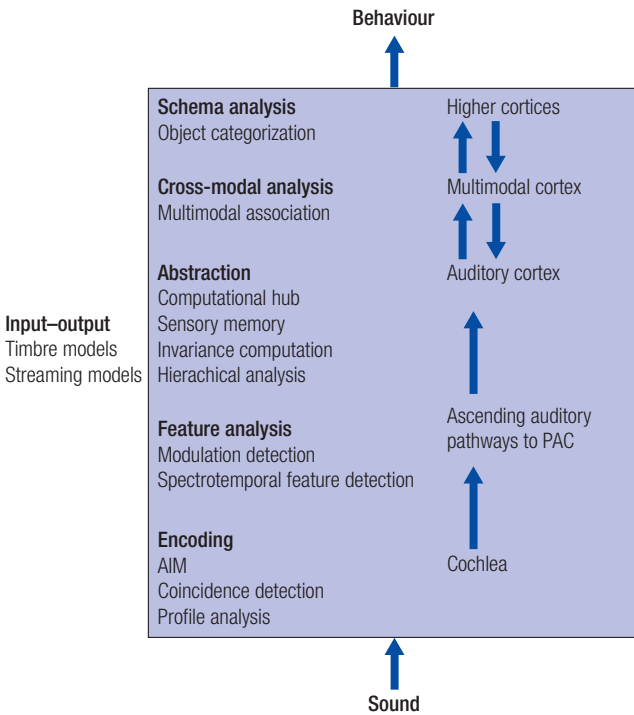 Behaviour
Schema analysis
Object categorization
Higher cortices
Cross-modal analysis
Multimodal association
Multimodal cortex
Abstraction
Computational hub
Sensory memory
Invariance computation
Hierachical analysis
Auditory cortex
Input–output
Timbre models
Streaming models
Feature analysis
Modulation detection
Spectrotemporal feature detection
Ascending auditory
pathways to PAC
Encoding
AIM
Coincidence detection
Profile analysis
Cochlea
Sound